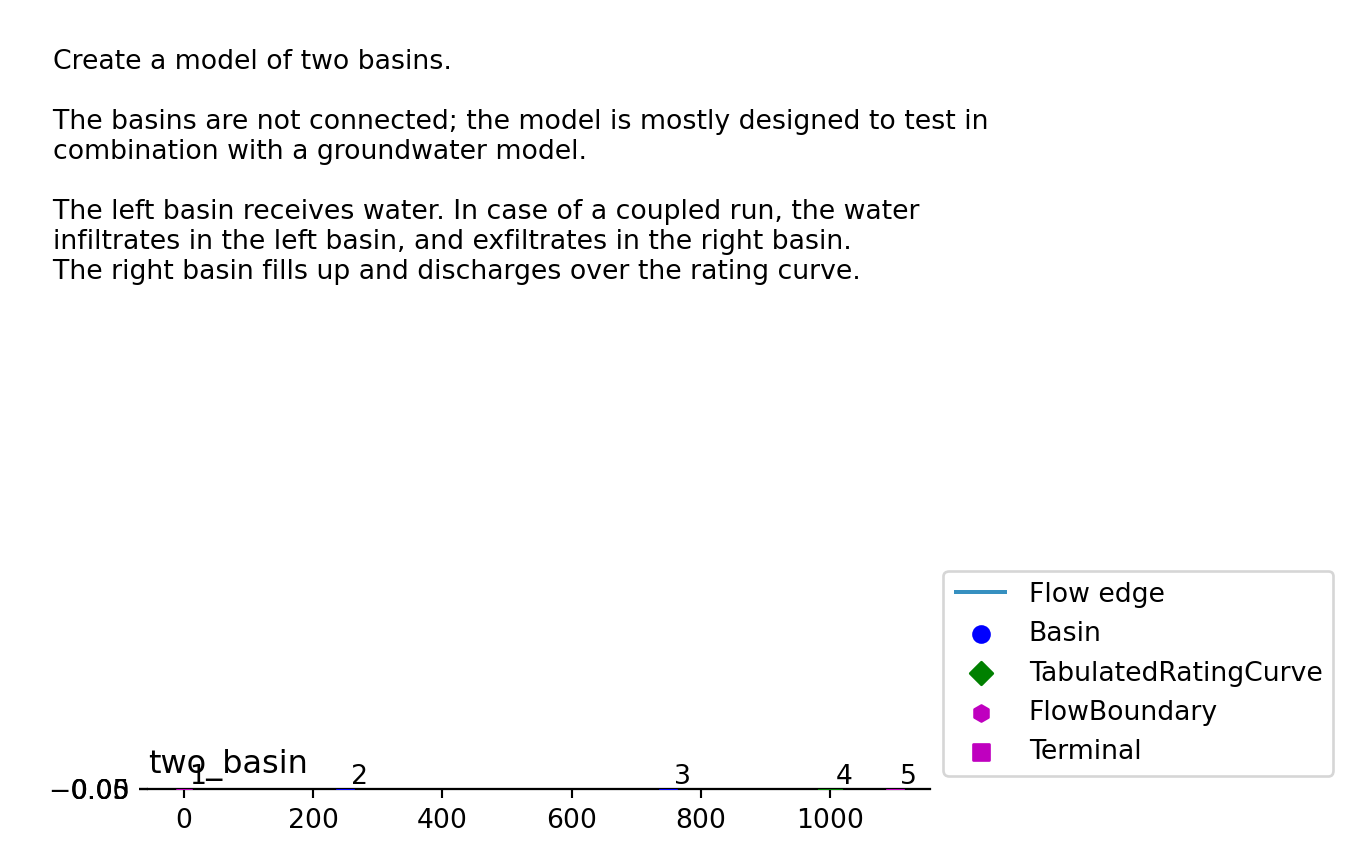 Create a model of two basins.
The basins are not connected; the model is mostly designed to test in
combination with a groundwater model.
The left basin receives water. In case of a coupled run, the water
infiltrates in the left basin, and exfiltrates in the right basin.
The right basin fills up and discharges over the rating curve.
Flow edge
Basin
TabulatedRatingCurve
FlowBoundary
Terminal
two_basin
1 2 3 4 5
0 200 400 600 800 1000